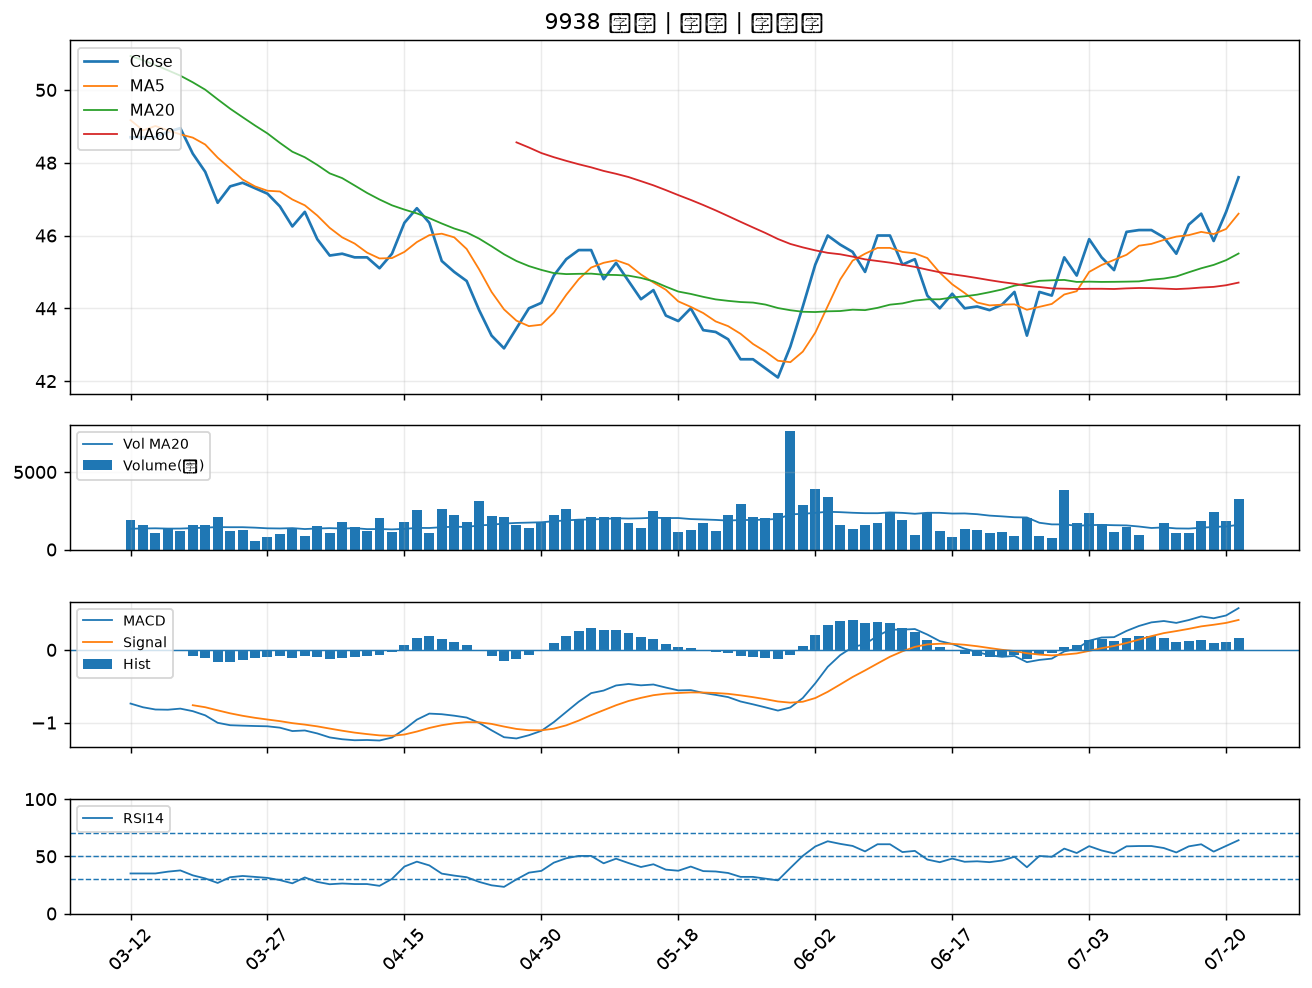 9938 | |
Close
MA5
MA20
MA60
50
48
46
44
42
Vol MA20
Volume( )
5000
0
MACD
Signal
Hist
0
−1
RSI14
100
50
0
03-12 03-27 04-15 04-30 05-18 06-02 06-17 07-03 07-20